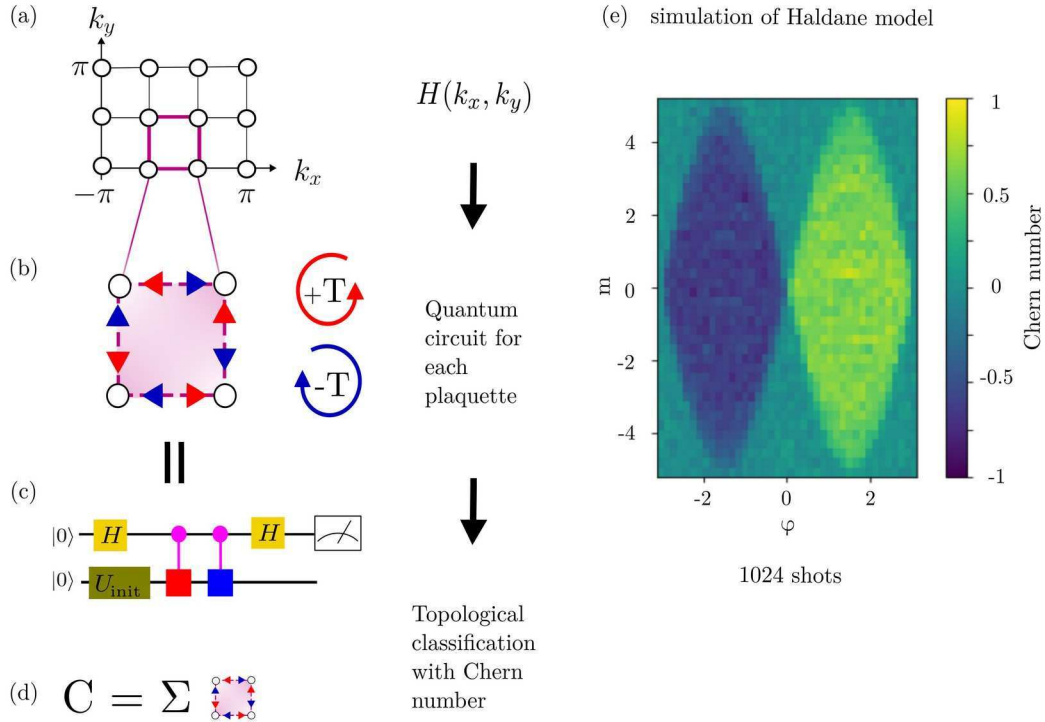 (a)
k_y
π
−π
π
k_x
H(k_x, k_y)
(b)
+T
-T
Quantum
circuit for
each
plaquette
(c)
|0⟩
H
H
|0⟩
U_init
Topological
classification
with Chern
number
(d)
C = Σ
(e) simulation of Haldane model
4
2
0
-2
-4
m
-2
0
2
φ
1
0.5
0
-0.5
-1
Chern number
1024 shots